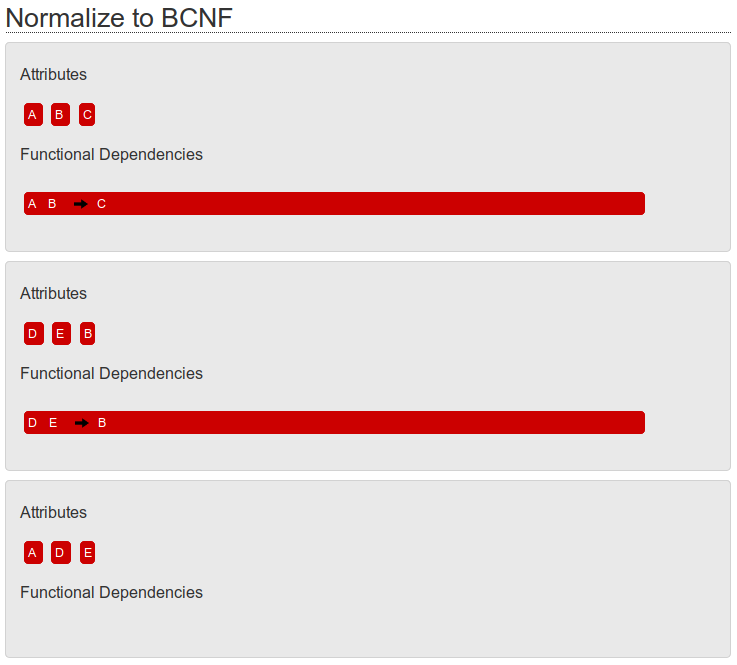 Normalize to BCNF
Attributes
A B C
Functional Dependencies
A B ➡ C
Attributes
D E B
Functional Dependencies
D E ➡ B
Attributes
A D E
Functional Dependencies